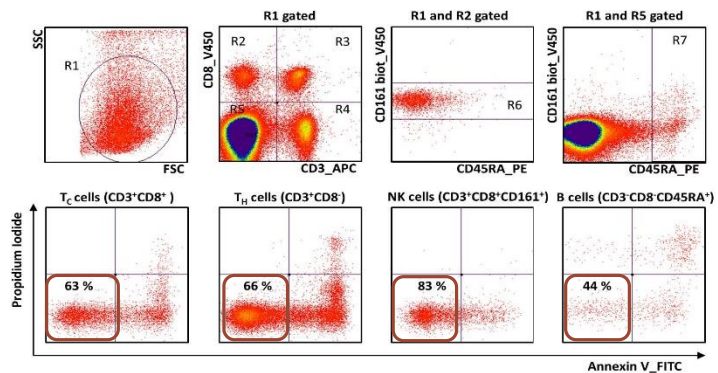 R1 gated
R1 and R2 gated
R1 and R5 gated
SSC
R1
FSC
CD8_V450
R2
R3
R5
R4
CD3_APC
CD161 biot_V450
R6
CD45RA_PE
CD161 biot_V450
R7
CD45RA_PE
T_C cells (CD3⁺CD8⁺ )
T_H cells (CD3⁺CD8⁻)
NK cells (CD3⁺CD8⁺CD161⁺)
B cells (CD3⁻CD8⁻CD45RA⁺)
Propidium Iodide
63 %
66 %
83 %
44 %
Annexin V_FITC